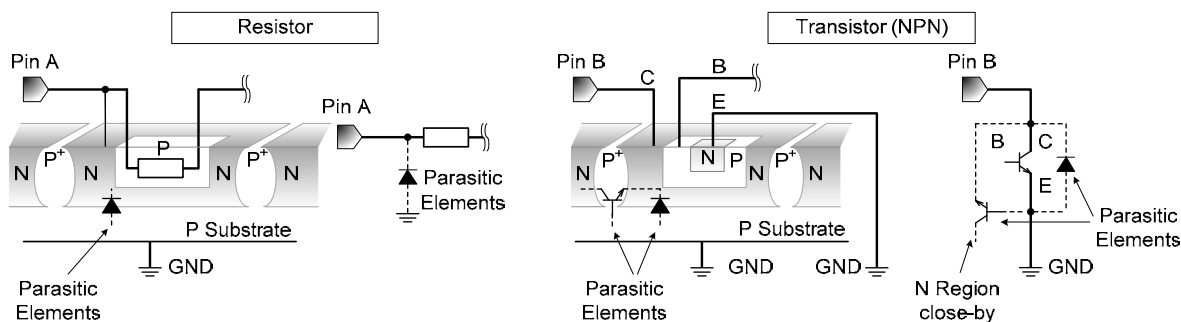 Resistor
Transistor (NPN)
Pin A
Pin A
Pin B
C
B
E
Pin B
N
P+
N
P
N
P+
N
Parasitic
Elements
P Substrate
GND
Parasitic
Elements
N
P+
N
N
P
N
P+
N
P Substrate
GND
GND
Parasitic
Elements
B
C
E
Parasitic
Elements
GND
N Region
close-by